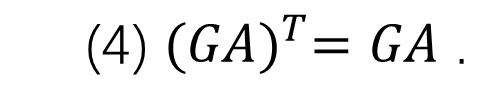 (4) (GA)ᵀ = GA .